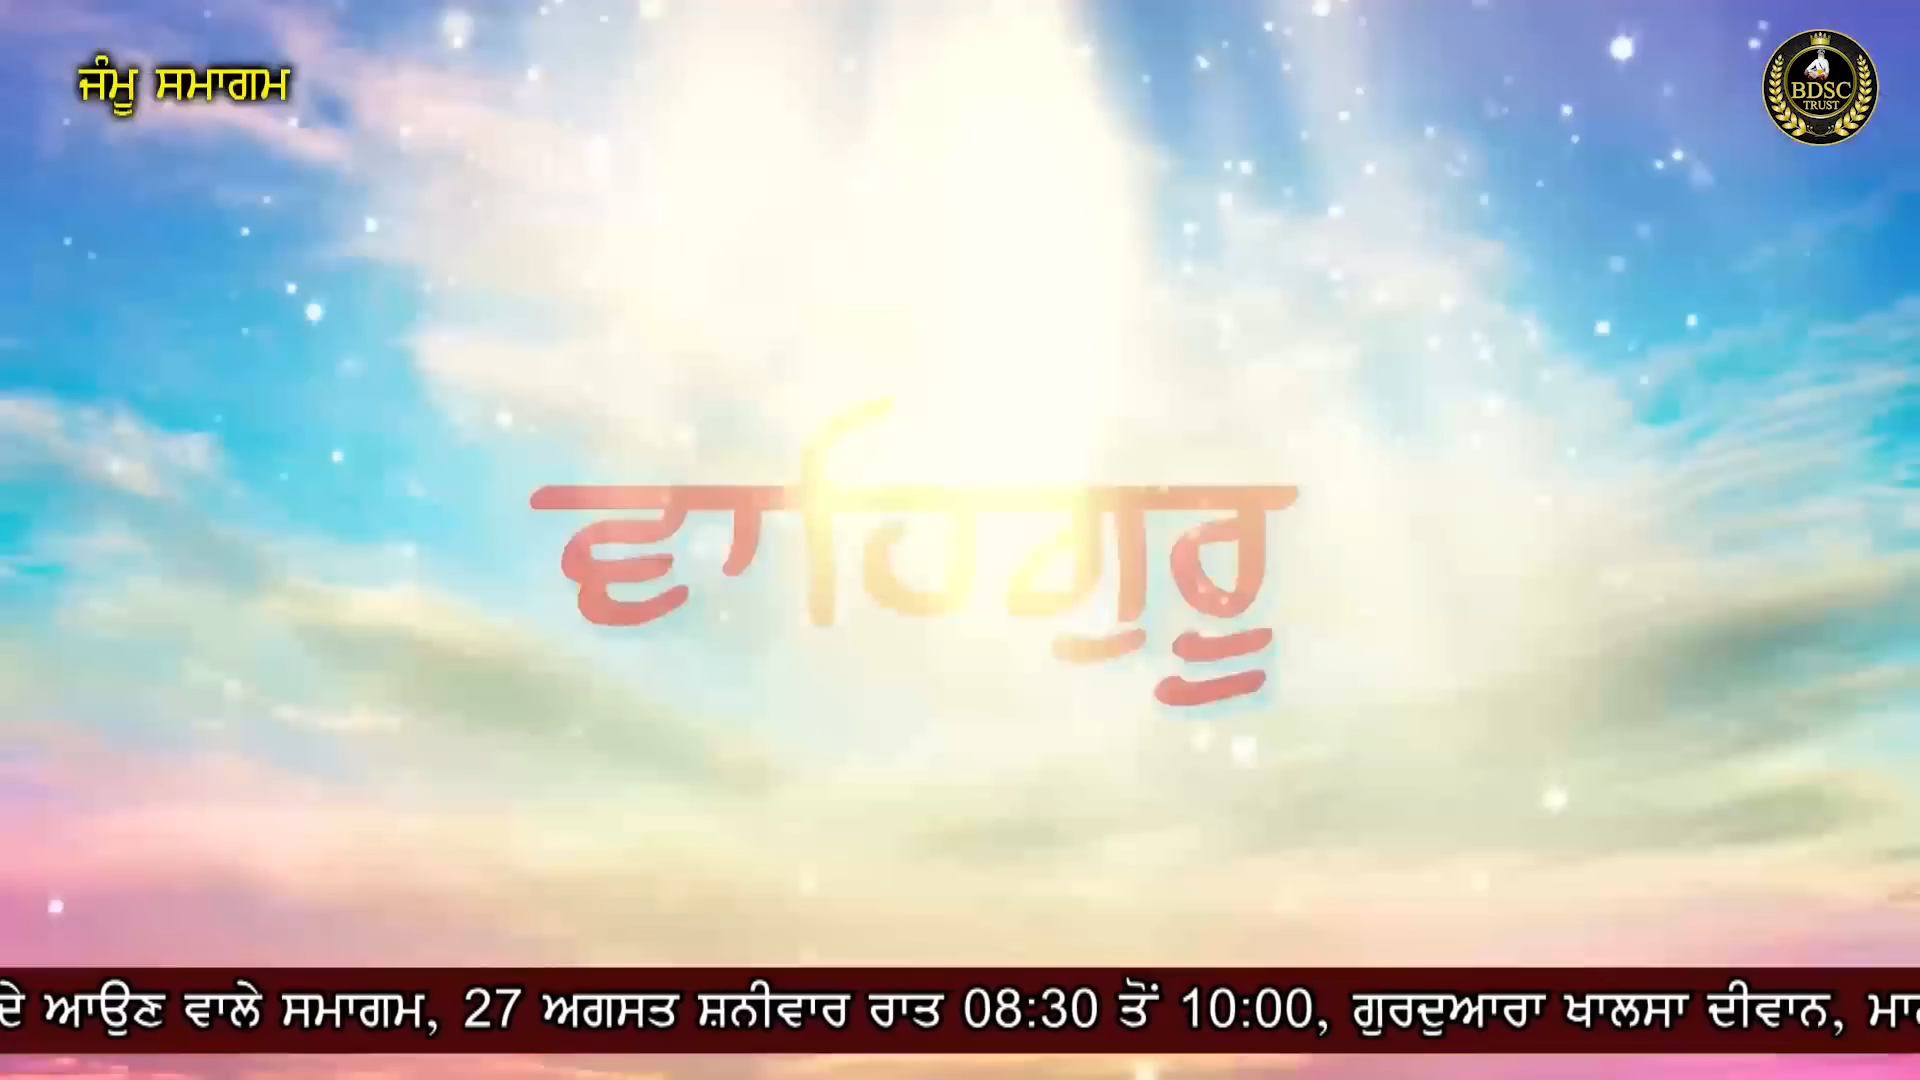 ਜੰਮੂ ਸਮਾਗਮ
BDSC
TRUST
ਵਾਹਿਗੁਰੂ
ਦੇ ਆਉਣ ਵਾਲੇ ਸਮਾਗਮ, 27 ਅਗਸਤ ਸ਼ਨੀਵਾਰ ਰਾਤ 08:30 ਤੋਂ 10:00, ਗੁਰਦੁਆਰਾ ਖਾਲਸਾ ਦੀਵਾਨ,